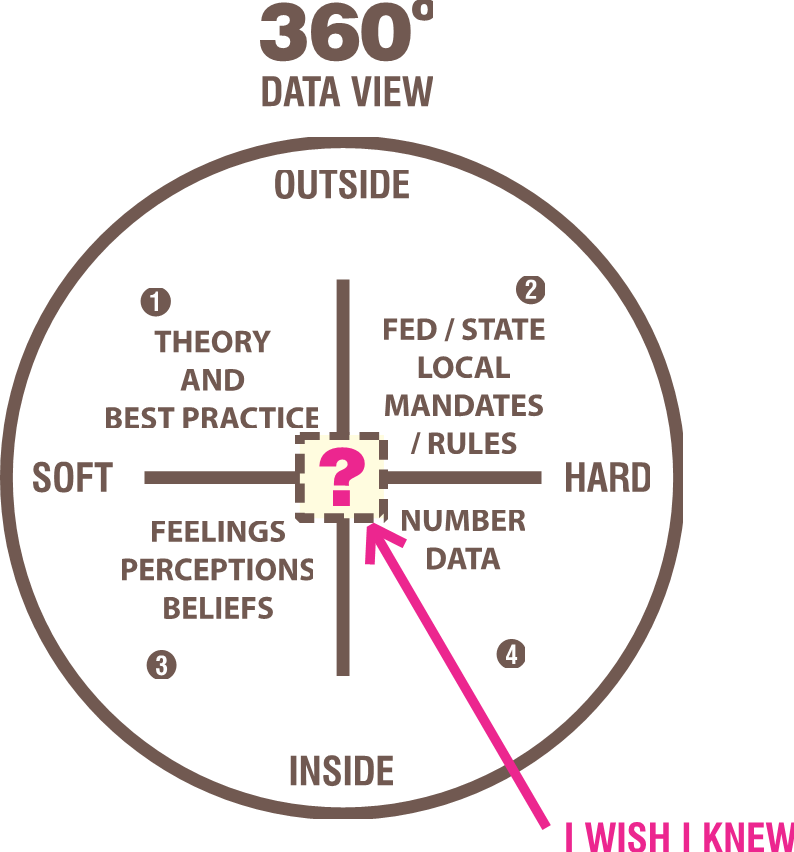 360º
DATA VIEW
OUTSIDE
1
THEORY
AND
BEST PRACTICE
2
FED / STATE
LOCAL
MANDATES
/ RULES
SOFT
?
HARD
FEELINGS
PERCEPTIONS
BELIEFS
3
NUMBER
DATA
4
INSIDE
I WISH I KNEW